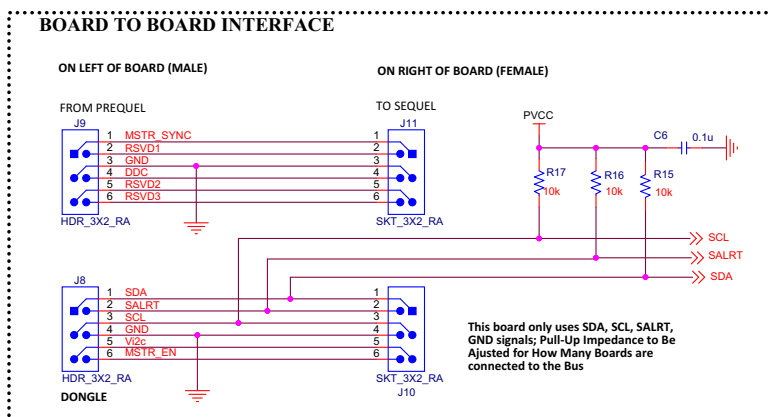 BOARD TO BOARD INTERFACE
ON LEFT OF BOARD (MALE)
ON RIGHT OF BOARD (FEMALE)
FROM PREQUEL
TO SEQUEL
J9
J11
1 MSTR_SYNC 1
2 RSVD1 2
3 GND 3
4 DDC 4
5 RSVD2 5
6 RSVD3 6
HDR_3X2_RA
SKT_3X2_RA
PVCC
C6 0.1u
R17
10k
R16
10k
R15
10k
SCL
SALRT
SDA
J8
1 SDA 1
2 SALRT 2
3 SCL 3
4 GND 4
5 Vi2c 5
6 MSTR_EN 6
HDR_3X2_RA
SKT_3X2_RA
DONGLE
J10
This board only uses SDA, SCL, SALRT,
GND signals; Pull-Up Impedance to Be
Ajusted for How Many Boards are
connected to the Bus